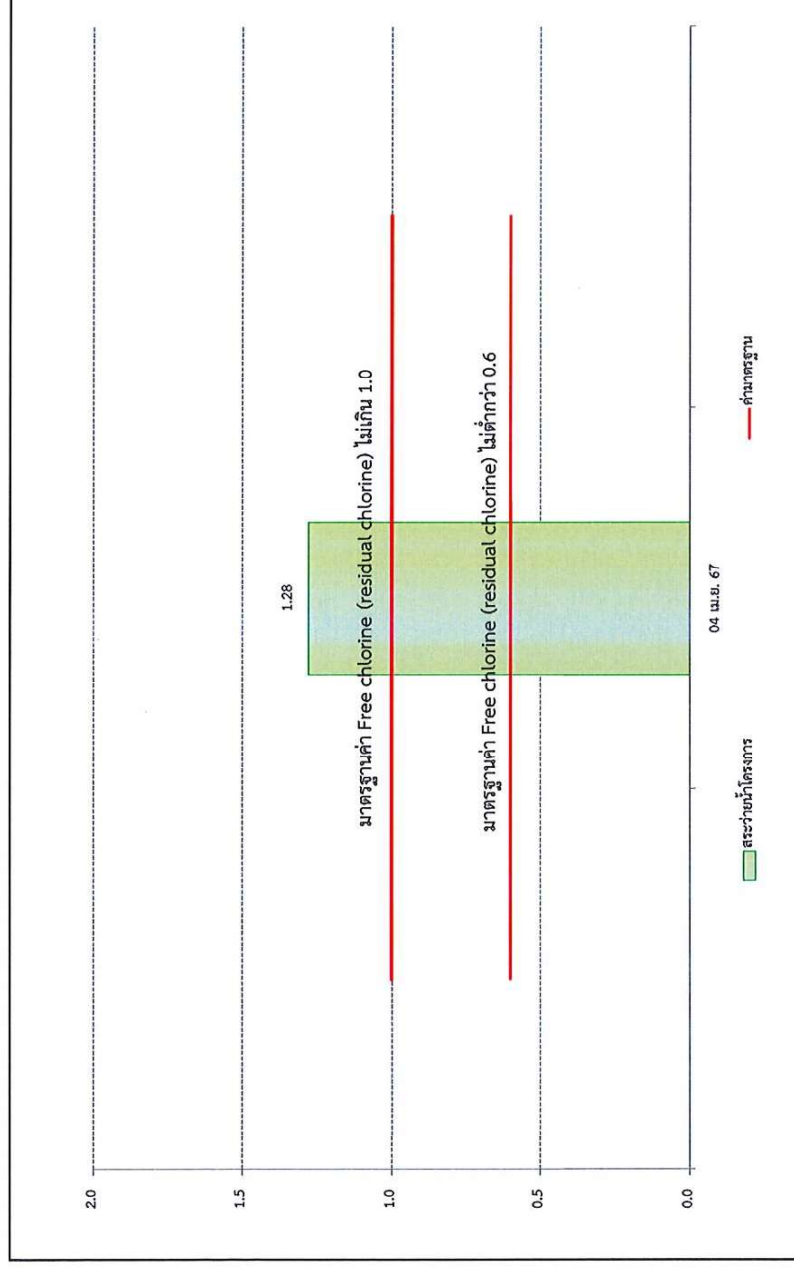 2.0
1.5
1.0
0.5
0.0
1.28
มาตรฐานค่า Free chlorine (residual chlorine) ไม่เกิน 1.0
มาตรฐานค่า Free chlorine (residual chlorine) ไม่ต่ำกว่า 0.6
04 เม.ย. 67
สระว่ายน้ำโครงการ
ค่ามาตรฐาน